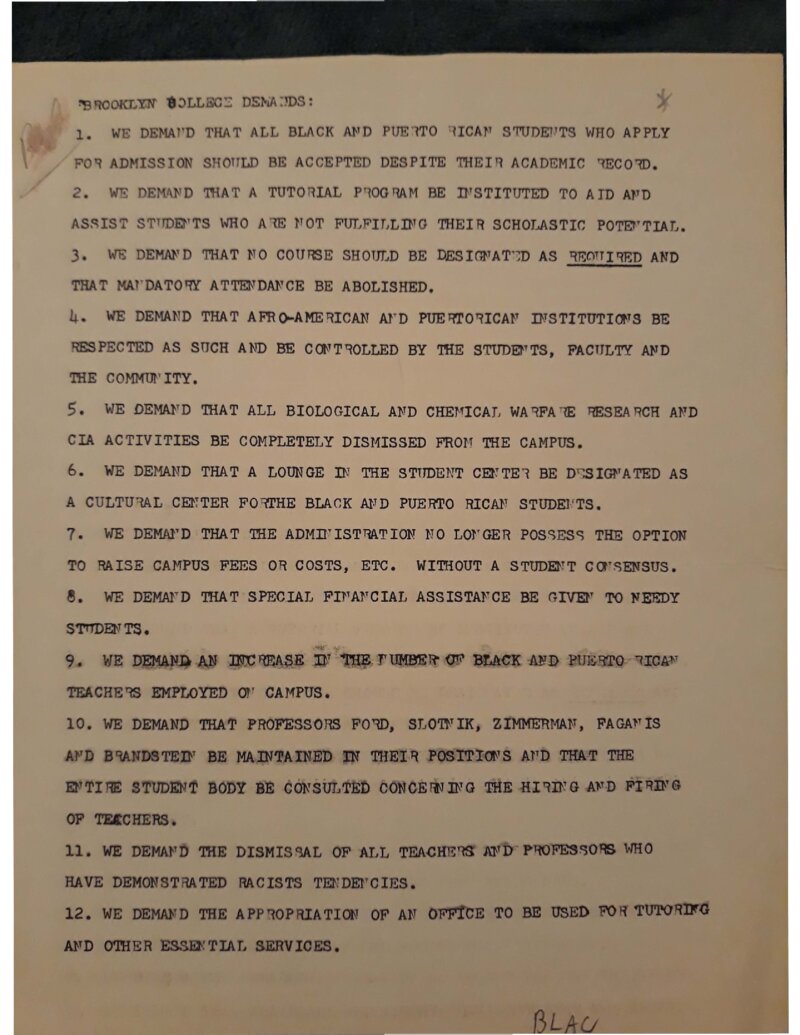 BROOKLYN COLLEGE DEMANDS:
1. WE DEMAND THAT ALL BLACK AND PUERTO RICAN STUDENTS WHO APPLY
FOR ADMISSION SHOULD BE ACCEPTED DESPITE THEIR ACADEMIC RECORD.
2. WE DEMAND THAT A TUTORIAL PROGRAM BE INSTITUTED TO AID AND
ASSIST STUDENTS WHO ARE NOT FULFILLING THEIR SCHOLASTIC POTENTIAL.
3. WE DEMAND THAT NO COURSE SHOULD BE DESIGNATED AS REQUIRED AND
THAT MANDATORY ATTENDANCE BE ABOLISHED.
4. WE DEMAND THAT AFRO-AMERICAN AND PUERTORICAN INSTITUTIONS BE
RESPECTED AS SUCH AND BE CONTROLLED BY THE STUDENTS, FACULTY AND
THE COMMUNITY.
5. WE DEMAND THAT ALL BIOLOGICAL AND CHEMICAL WARFARE RESEARCH AND
CIA ACTIVITIES BE COMPLETELY DISMISSED FROM THE CAMPUS.
6. WE DEMAND THAT A LOUNGE IN THE STUDENT CENTER BE DESIGNATED AS
A CULTURAL CENTER FORTHE BLACK AND PUERTO RICAN STUDENTS.
7. WE DEMAND THAT THE ADMINISTRATION NO LONGER POSSESS THE OPTION
TO RAISE CAMPUS FEES OR COSTS, ETC. WITHOUT A STUDENT CONSENSUS.
8. WE DEMAND THAT SPECIAL FINANCIAL ASSISTANCE BE GIVEN TO NEEDY
STUDENTS.
9. WE DEMAND AN INCREASE IN THE NUMBER OF BLACK AND PUERTO RICAN
TEACHERS EMPLOYED ON CAMPUS.
10. WE DEMAND THAT PROFESSORS FORD, SLOTNIK, ZIMMERMAN, FAGANIS
AND BRANDSTEIN BE MAINTAINED IN THEIR POSITIONS AND THAT THE
ENTIRE STUDENT BODY BE CONSULTED CONCERNING THE HIRING AND FIRING
OF TEACHERS.
11. WE DEMAND THE DISMISSAL OF ALL TEACHERS AND PROFESSORS WHO
HAVE DEMONSTRATED RACISTS TENDENCIES.
12. WE DEMAND THE APPROPRIATION OF AN OFFICE TO BE USED FOR TUTORING
AND OTHER ESSENTIAL SERVICES.
BLAC